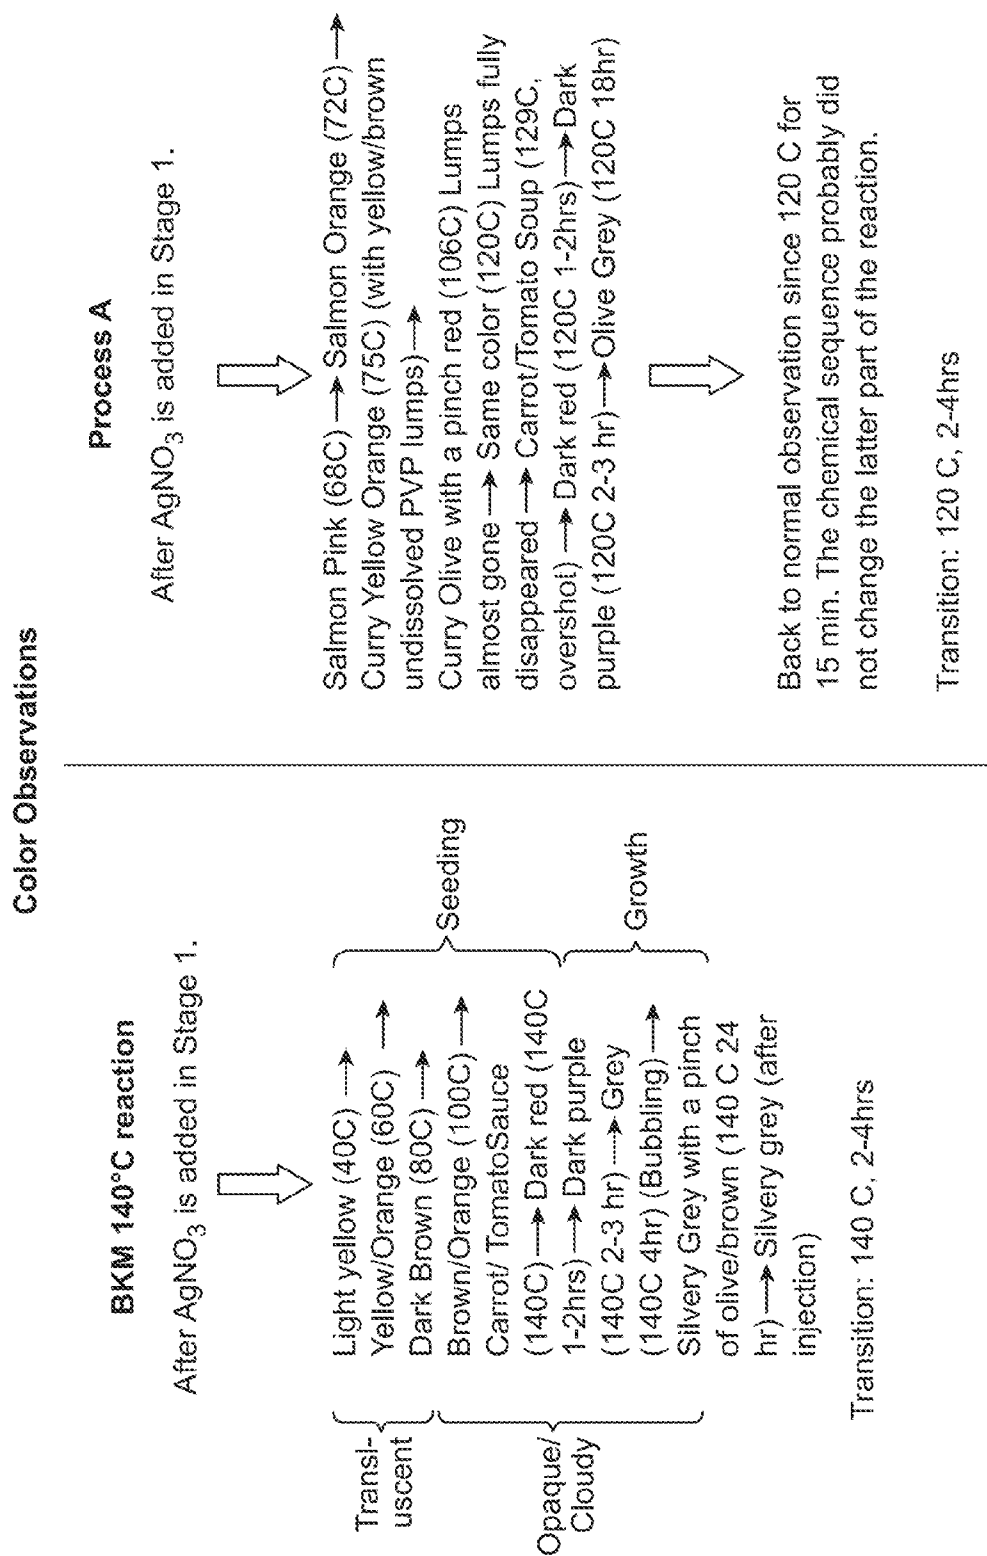 Color Observations
BKM 140°C reaction
After AgNO3 is added in Stage 1.
Transl-
uscent
Opaque/
Cloudy
Light yellow (40C) →
Yellow/Orange (60C) →
Dark Brown (80C) →
Brown/Orange (100C) →
Carrot/ TomatoSauce
(140C) → Dark red (140C
1-2hrs) → Dark purple
(140C 2-3 hr) → Grey
(140C 4hr) (Bubbling) →
Silvery Grey with a pinch
of olive/brown (140 C 24
hr) → Silvery grey (after
injection)
Seeding
Growth
Transition: 140 C, 2-4hrs
Process A
After AgNO3 is added in Stage 1.
Salmon Pink (68C) → Salmon Orange (72C) →
Curry Yellow Orange (75C) (with yellow/brown
undissolved PVP lumps) →
Curry Olive with a pinch red (106C) Lumps
almost gone → Same color (120C) Lumps fully
disappeared → Carrot/Tomato Soup (129C,
overshot) → Dark red (120C 1-2hrs) → Dark
purple (120C 2-3 hr) → Olive Grey (120C 18hr)
Back to normal observation since 120 C for
15 min. The chemical sequence probably did
not change the latter part of the reaction.
Transition: 120 C, 2-4hrs